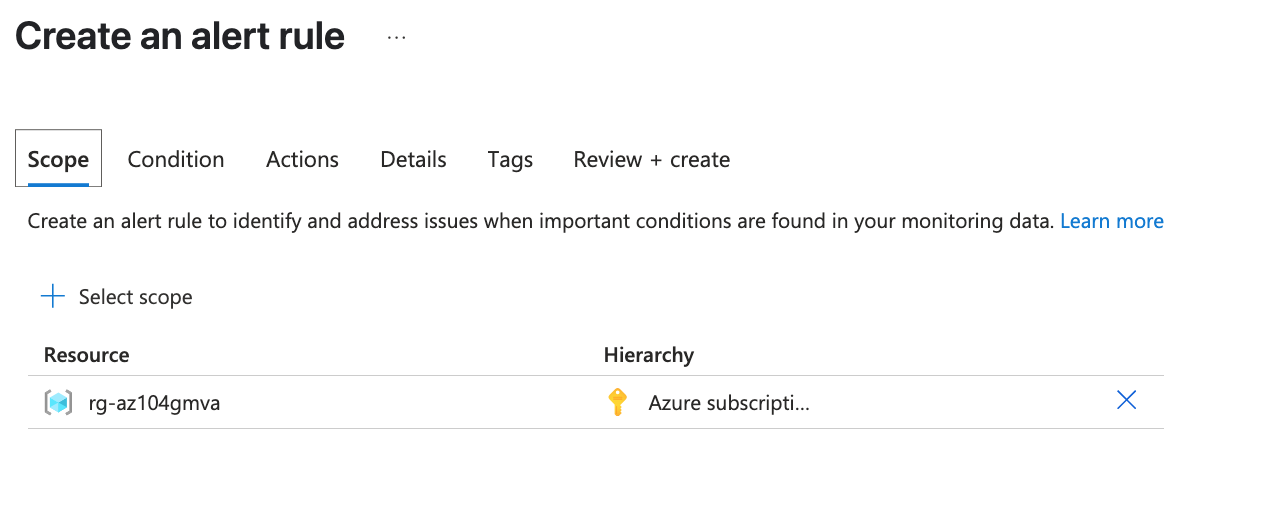 Create an alert rule ...
Scope Condition Actions Details Tags Review + create
Create an alert rule to identify and address issues when important conditions are found in your monitoring data. Learn more
Select scope
Resource Hierarchy
rg-az104gmva Azure subscripti...